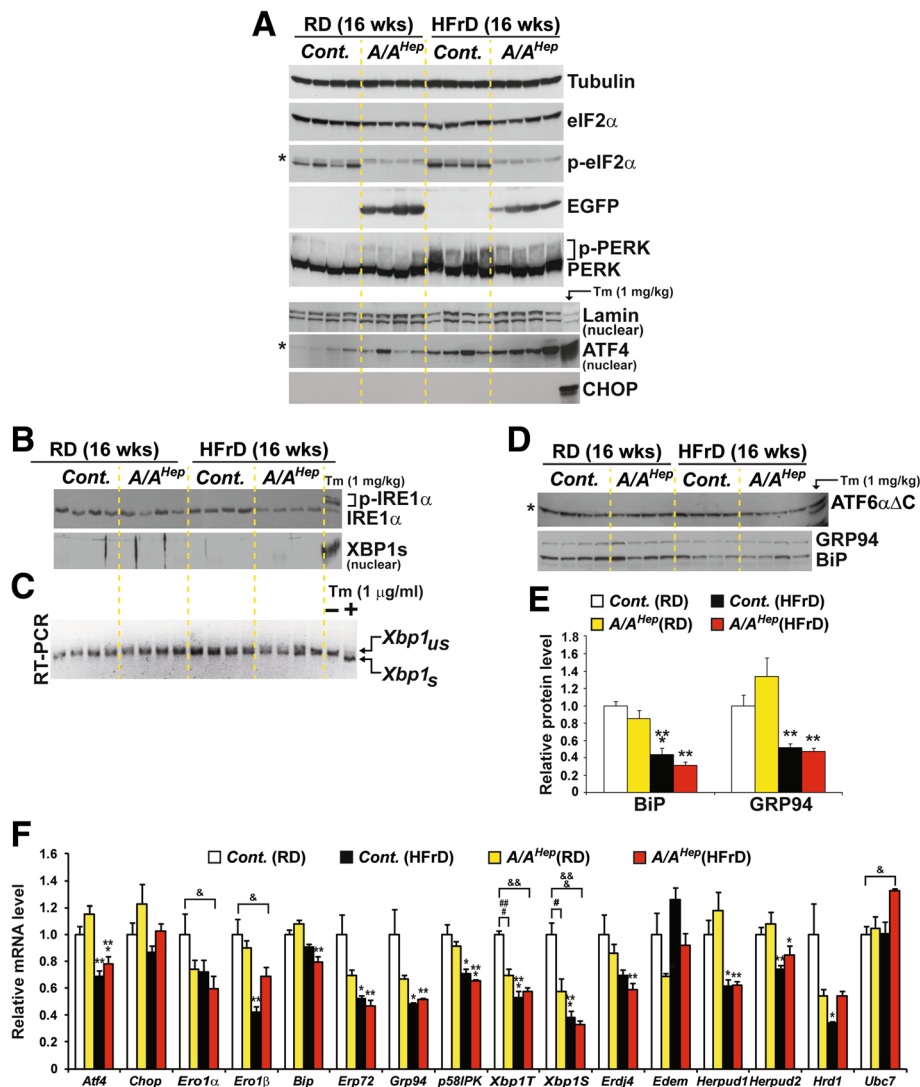 A
RD (16 wks) HFrD (16 wks)
Cont. A/A^Hep Cont. A/A^Hep
Tubulin
eIF2α
* p-eIF2α
EGFP
p-PERK
PERK
Tm (1 mg/kg)
Lamin
(nuclear)
* ATF4
(nuclear)
CHOP
B
RD (16 wks) HFrD (16 wks)
Cont. A/A^Hep Cont. A/A^Hep
Tm (1 mg/kg)
p-IRE1α
IRE1α
XBP1s
(nuclear)
C
Tm (1 μg/ml)
− +
RT-PCR
Xbp1us
Xbp1s
D
RD (16 wks) HFrD (16 wks)
Cont. A/A^Hep Cont. A/A^Hep
Tm (1 mg/kg)
* ATF6αΔC
GRP94
BiP
E
Cont. (RD) Cont. (HFrD)
A/A^Hep(RD) A/A^Hep(HFrD)
Relative protein level
1.8
1.6
1.4
1.2
1.0
0.8
0.6
0.4
0.2
0
** * ** ** **
BiP GRP94
F
Cont. (RD) Cont. (HFrD) A/A^Hep(RD) A/A^Hep(HFrD)
Relative mRNA level
1.6
1.4
1.2
1.0
0.8
0.6
0.4
0.2
0
** ** * & & ** ** * ** * ** * ** * ** ## # && ** * # && & ** * ** * ** ** * * &
Atf4 Chop Ero1α Ero1β Bip Erp72 Grp94 p58IPK Xbp1T Xbp1S Erdj4 Edem Herpud1 Herpud2 Hrd1 Ubc7